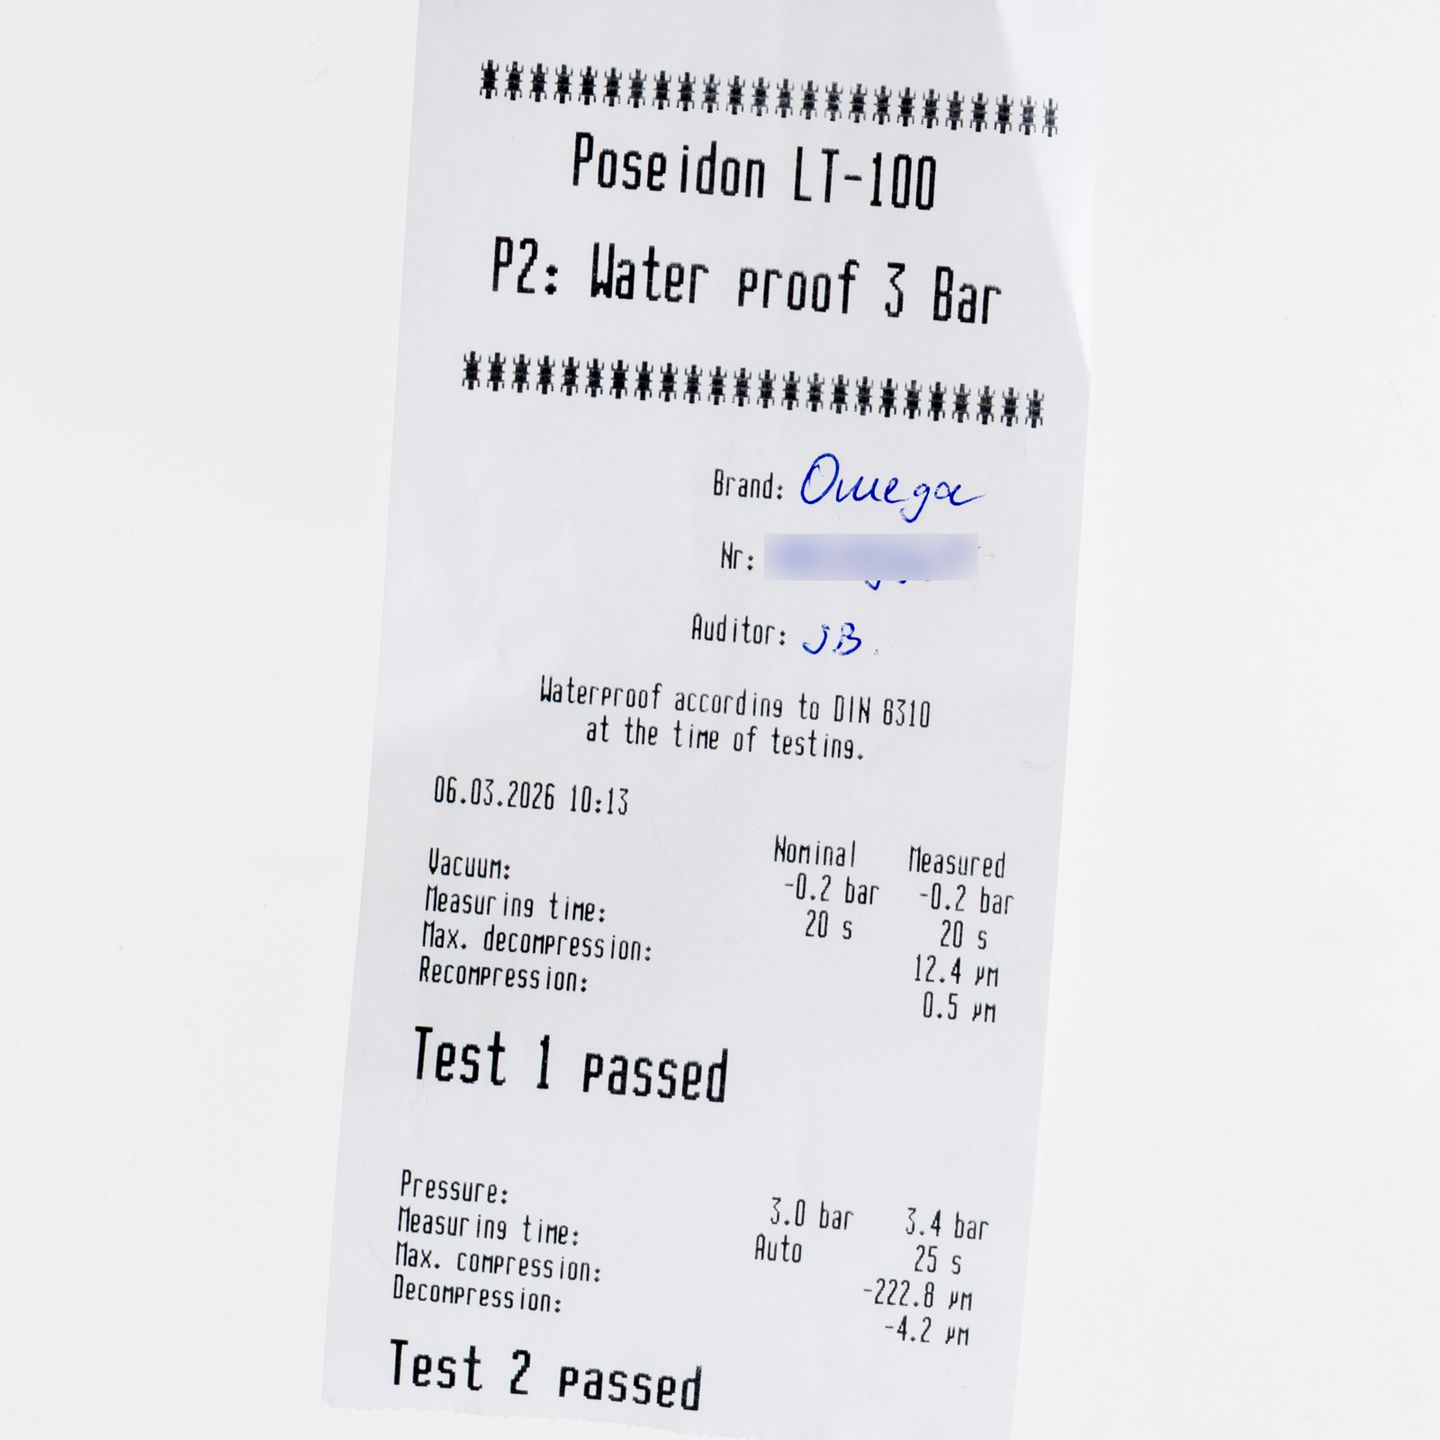 Poseidon LT-100
P2: Water proof 3 Bar
Brand: Omega
Nr:
Auditor: JB.
Waterproof according to DIN 8310
at the time of testing.
06.03.2026 10:13
Nominal Measured
Vacuum: -0.2 bar -0.2 bar
Measuring time: 20 s 20 s
Max. decompression: 12.4 µm
Recompression: 0.5 µm
Test 1 passed
Pressure: 3.0 bar 3.4 bar
Measuring time: Auto 25 s
Max. compression: -222.8 µm
Decompression: -4.2 µm
Test 2 passed